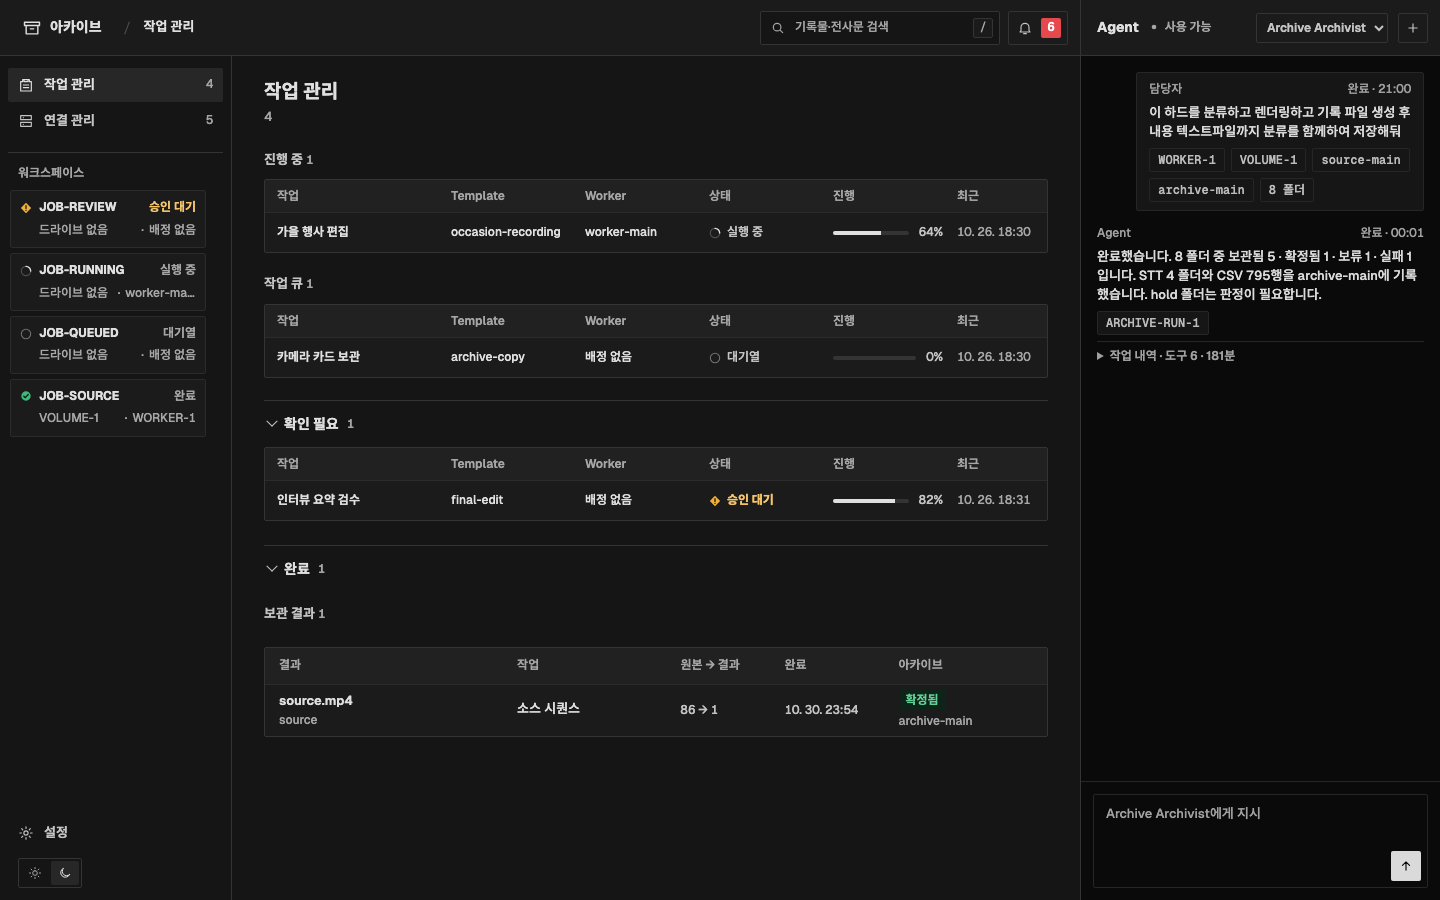 아카이브 / 작업 관리
기록물·전사문 검색 /
6
Agent • 사용 가능
Archive Archivist
작업 관리 4
연결 관리 5
워크스페이스
JOB-REVIEW 승인 대기
드라이브 없음 · 배정 없음
JOB-RUNNING 실행 중
드라이브 없음 · worker-ma...
JOB-QUEUED 대기열
드라이브 없음 · 배정 없음
JOB-SOURCE 완료
VOLUME-1 · WORKER-1
설정
작업 관리
4
진행 중 1
작업 Template Worker 상태 진행 최근
가을 행사 편집 occasion-recording worker-main 실행 중 64% 10. 26. 18:30
작업 큐 1
작업 Template Worker 상태 진행 최근
카메라 카드 보관 archive-copy 배정 없음 대기열 0% 10. 26. 18:30
확인 필요 1
작업 Template Worker 상태 진행 최근
인터뷰 요약 검수 final-edit 배정 없음 승인 대기 82% 10. 26. 18:31
완료 1
보관 결과 1
결과 작업 원본 → 결과 완료 아카이브
source.mp4 소스 시퀀스 86 → 1 10. 30. 23:54 확정됨
source archive-main
담당자 완료 · 21:00
이 하드를 분류하고 렌더링하고 기록 파일 생성 후
내용 텍스트파일까지 분류를 함께하여 저장해둬
WORKER-1 VOLUME-1 source-main
archive-main 8 폴더
Agent 완료 · 00:01
완료했습니다. 8 폴더 중 보관됨 5 · 확정됨 1 · 보류 1 · 실패 1
입니다. STT 4 폴더와 CSV 795행을 archive-main에 기록
했습니다. hold 폴더는 판정이 필요합니다.
ARCHIVE-RUN-1
작업 내역 · 도구 6 · 181분
Archive Archivist에게 지시